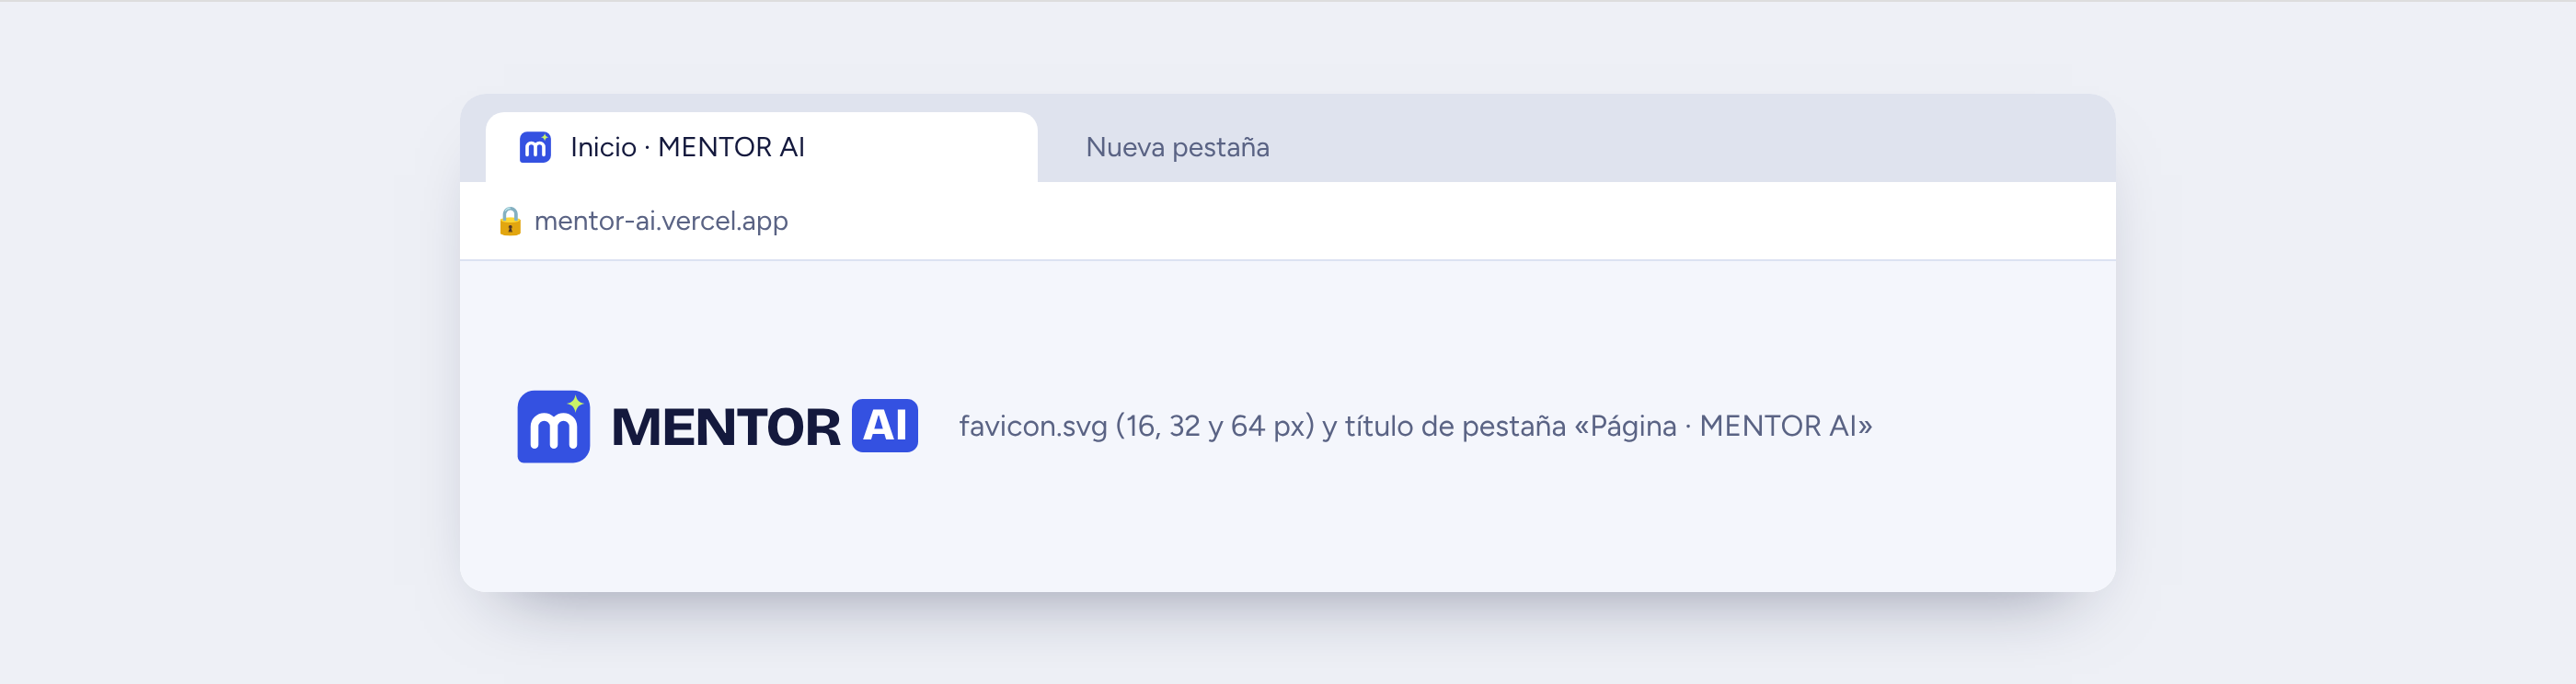 m Inicio · MENTOR AI
Nueva pestaña
🔒 mentor-ai.vercel.app
m MENTOR AI
favicon.svg (16, 32 y 64 px) y título de pestaña «Página · MENTOR AI»